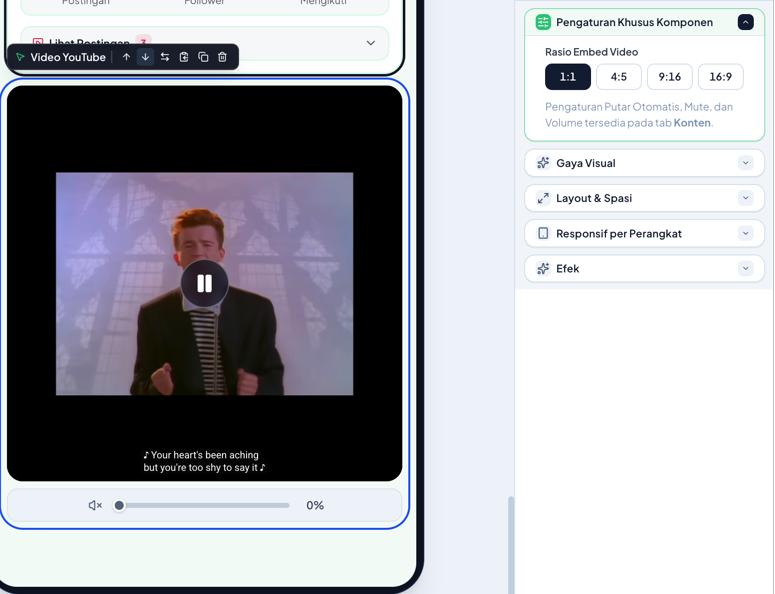 Postingan Follower Mengikuti
Lihat Postingan 3
Video YouTube
♪ Your heart's been aching
but you're too shy to say it ♪
0%
Pengaturan Khusus Komponen
Rasio Embed Video
1:1 4:5 9:16 16:9
Pengaturan Putar Otomatis, Mute, dan
Volume tersedia pada tab Konten.
Gaya Visual
Layout & Spasi
Responsif per Perangkat
Efek